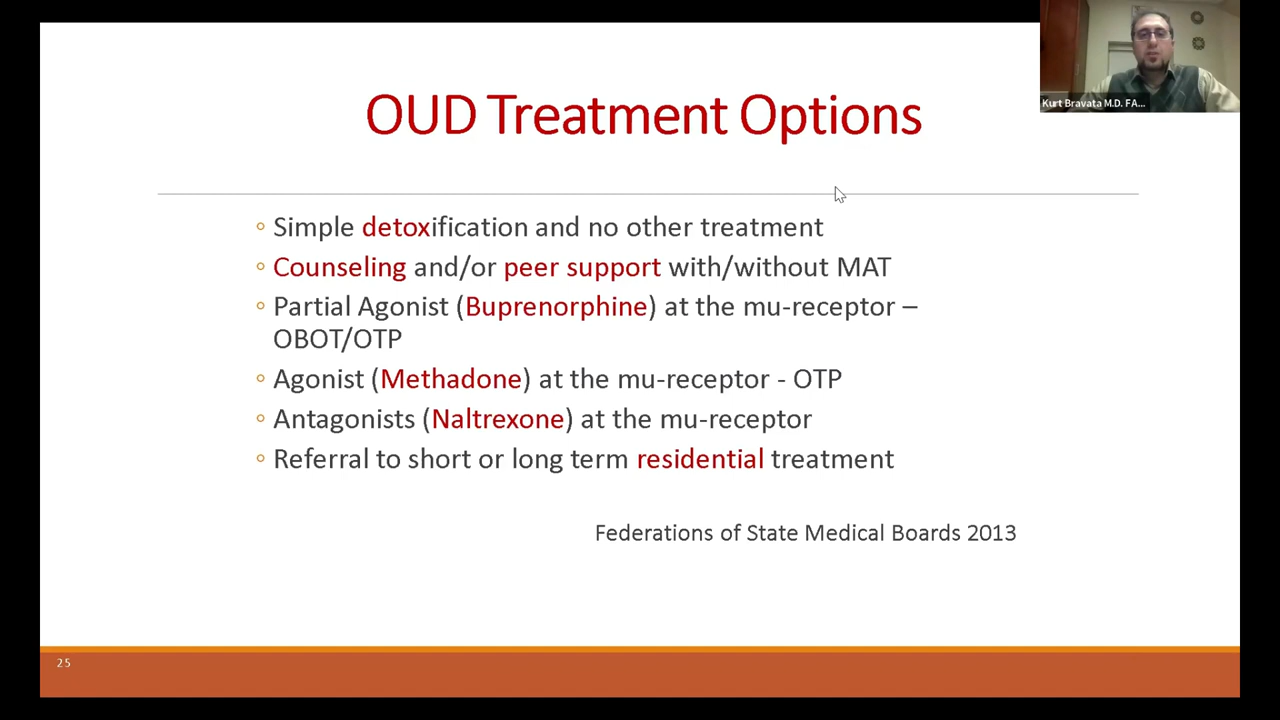 Kurt Bravata M.D. FA...
OUD Treatment Options
◦ Simple detoxification and no other treatment
◦ Counseling and/or peer support with/without MAT
◦ Partial Agonist (Buprenorphine) at the mu-receptor –
OBOT/OTP
◦ Agonist (Methadone) at the mu-receptor - OTP
◦ Antagonists (Naltrexone) at the mu-receptor
◦ Referral to short or long term residential treatment
Federations of State Medical Boards 2013
25